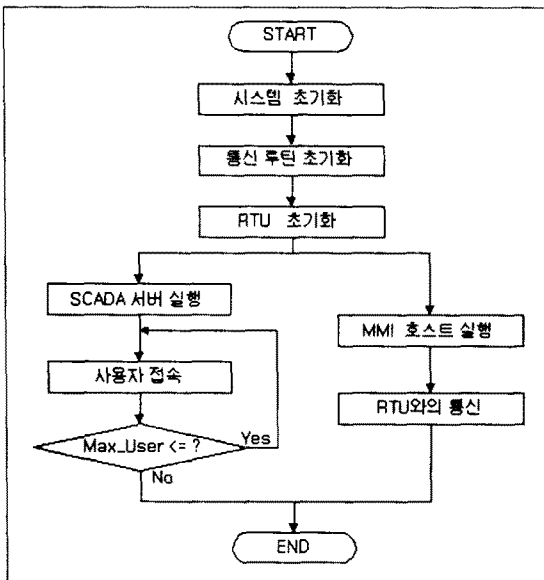 START
시스템 초기화
통신 루틴 초기화
RTU 초기화
SCADA 서버 실행
사용자 접속
Max_User <= ?
Yes
No
MMI 호스트 실행
RTU와의 통신
END